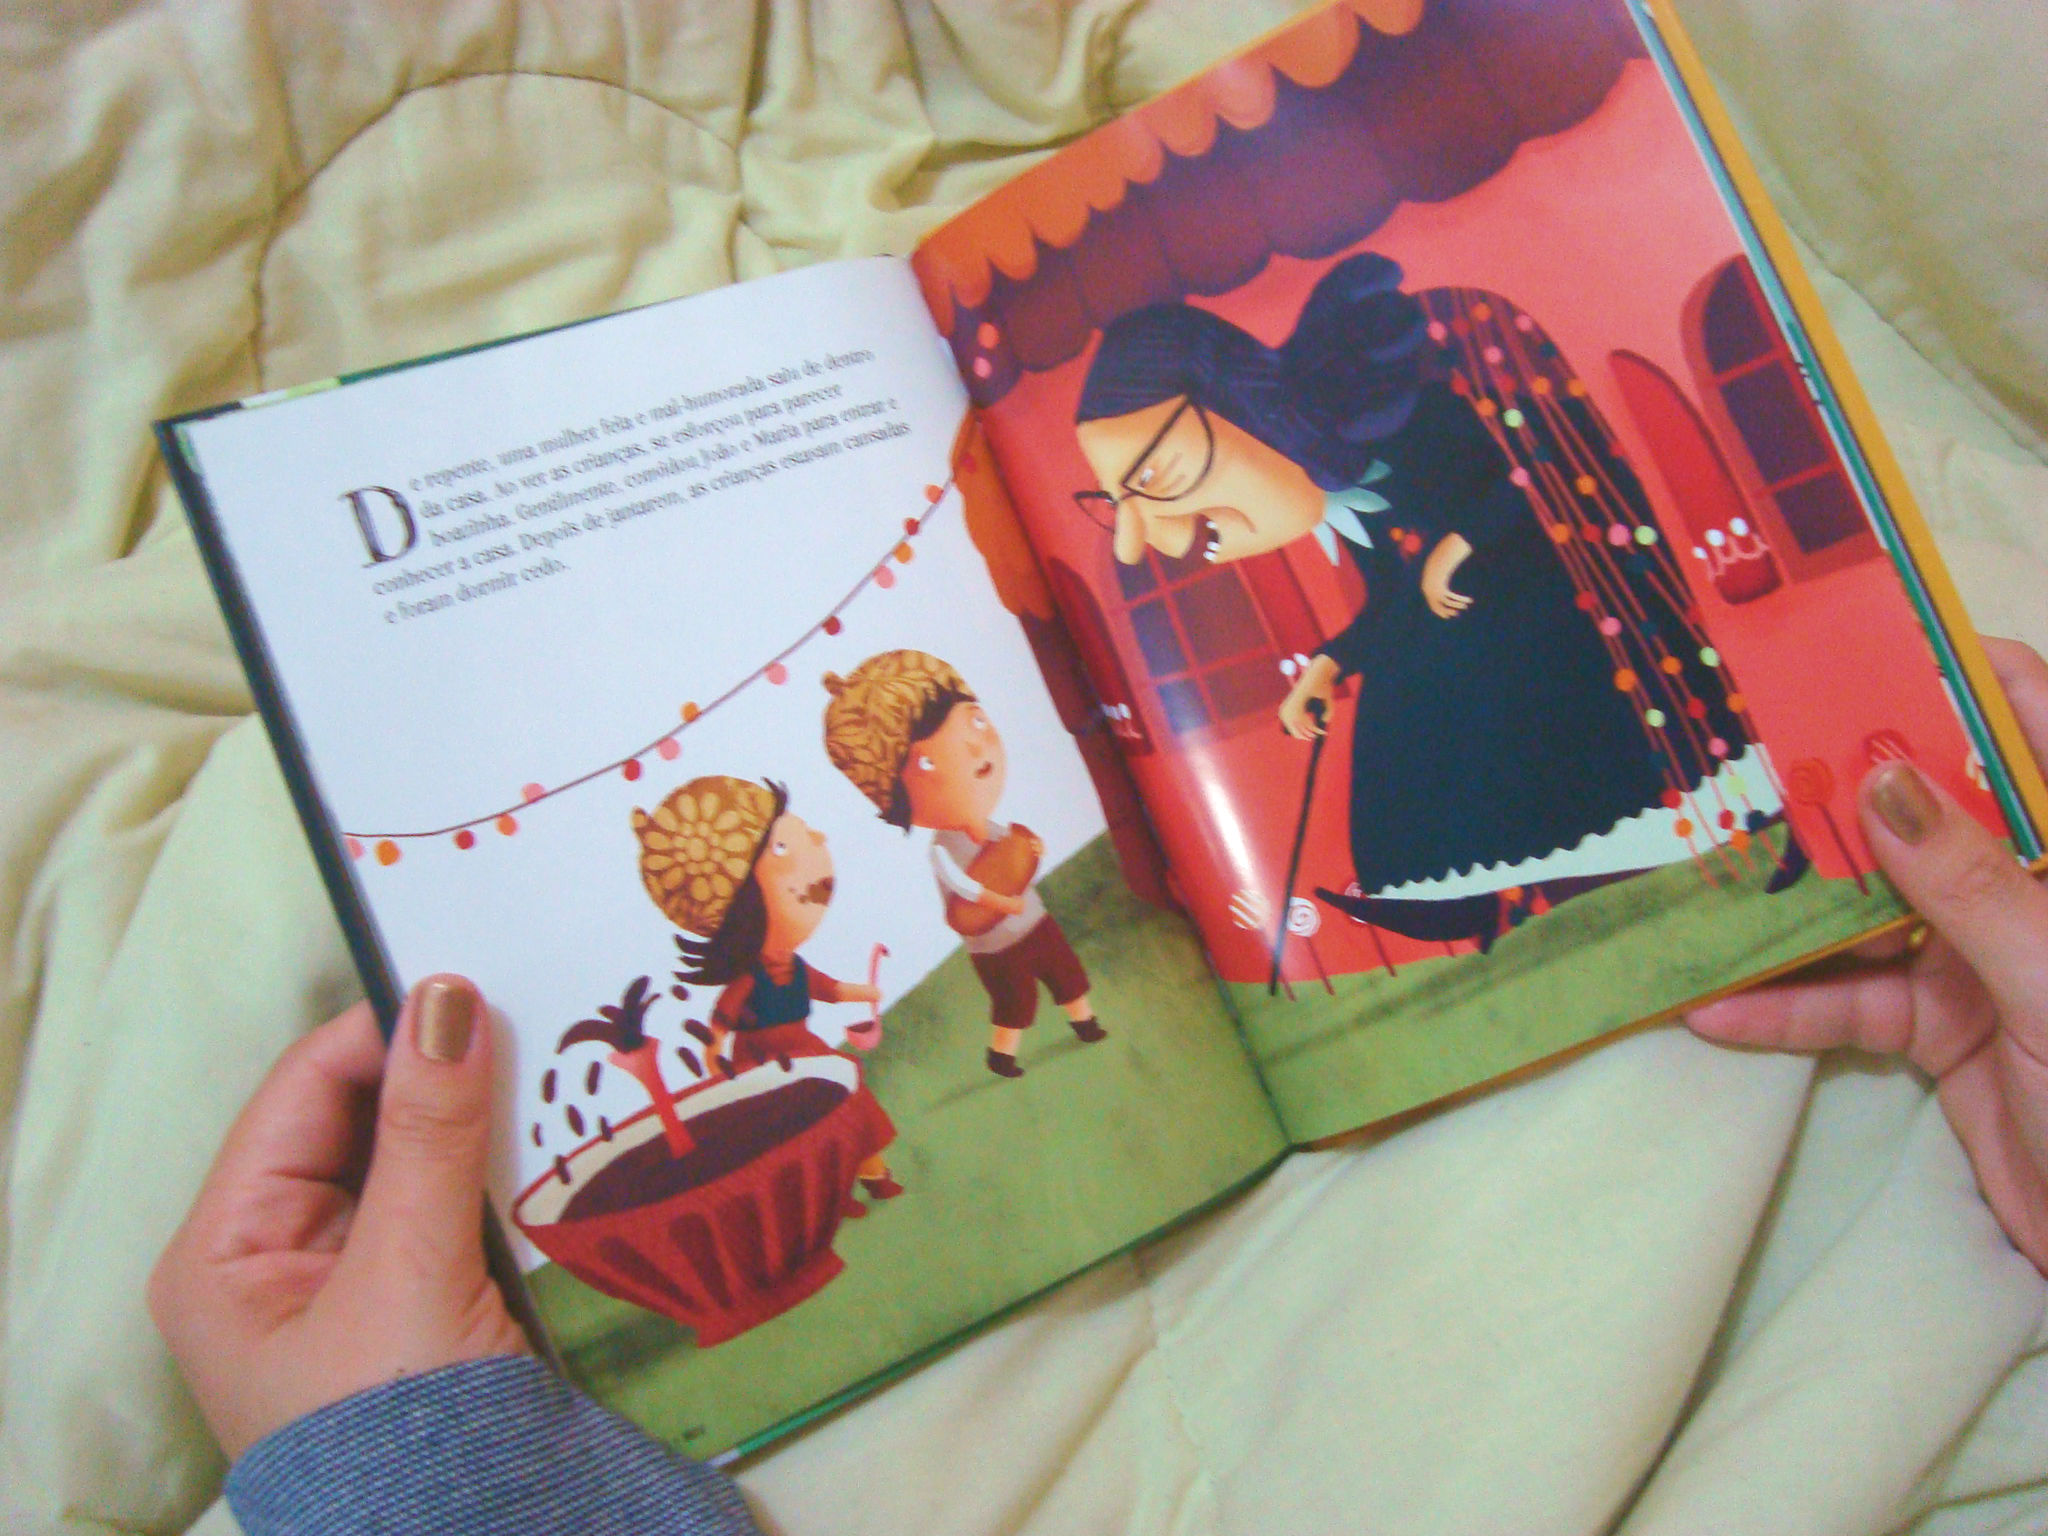 De repente, uma mulher feia e mal-humorada saiu de dentro
da casa. Ao ver as crianças, se esforçou para parecer
boazinha. Gentilmente, convidou João e Maria para entrar e
conhecer a casa. Depois de jantarem, as crianças estavam cansadas
e foram dormir cedo.